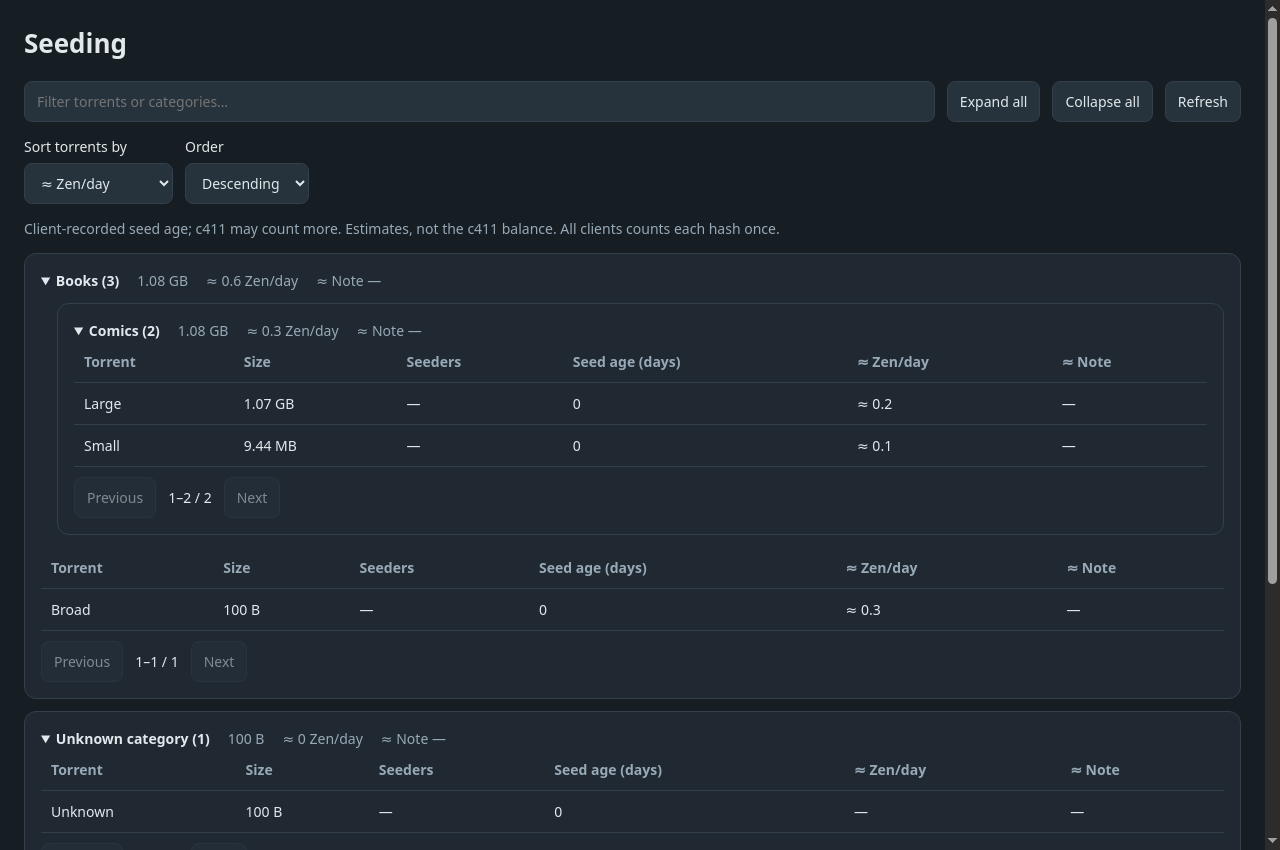 Seeding
Filter torrents or categories... Expand all Collapse all Refresh
Sort torrents by Order
≈ Zen/day Descending
Client-recorded seed age; c411 may count more. Estimates, not the c411 balance. All clients counts each hash once.
Books (3) 1.08 GB ≈ 0.6 Zen/day ≈ Note —
Comics (2) 1.08 GB ≈ 0.3 Zen/day ≈ Note —
Torrent Size Seeders Seed age (days) ≈ Zen/day ≈ Note
Large 1.07 GB — 0 ≈ 0.2 —
Small 9.44 MB — 0 ≈ 0.1 —
Previous 1–2 / 2 Next
Torrent Size Seeders Seed age (days) ≈ Zen/day ≈ Note
Broad 100 B — 0 ≈ 0.3 —
Previous 1–1 / 1 Next
Unknown category (1) 100 B ≈ 0 Zen/day ≈ Note —
Torrent Size Seeders Seed age (days) ≈ Zen/day ≈ Note
Unknown 100 B — 0 — —